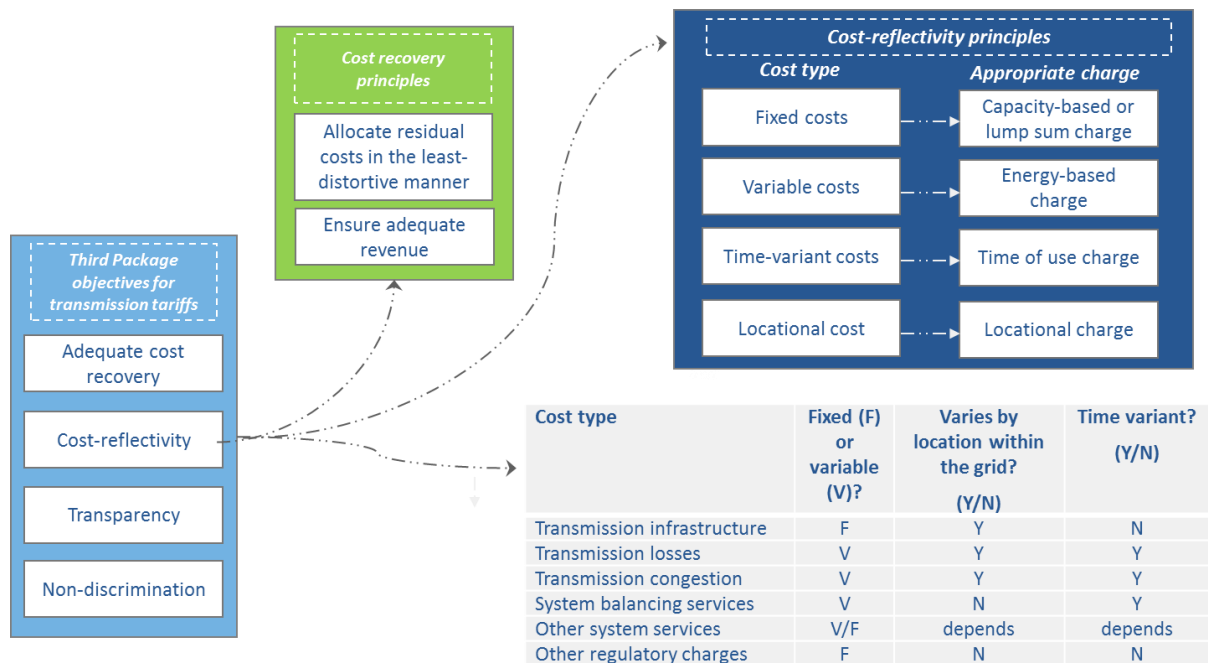 Third Package
objectives for
transmission tariffs
Adequate cost
recovery
Cost-reflectivity
Transparency
Non-discrimination
Cost recovery
principles
Allocate residual
costs in the least-
distortive manner
Ensure adequate
revenue
Cost-reflectivity principles
Cost type
Appropriate charge
Fixed costs
Capacity-based or
lump sum charge
Variable costs
Energy-based
charge
Time-variant costs
Time of use charge
Locational cost
Locational charge
Cost type
Fixed (F)
or
variable
(V)?
Varies by
location within
the grid?
(Y/N)
Time variant?
(Y/N)
Transmission infrastructure F Y N
Transmission losses V Y Y
Transmission congestion V Y Y
System balancing services V N Y
Other system services V/F depends depends
Other regulatory charges F N N